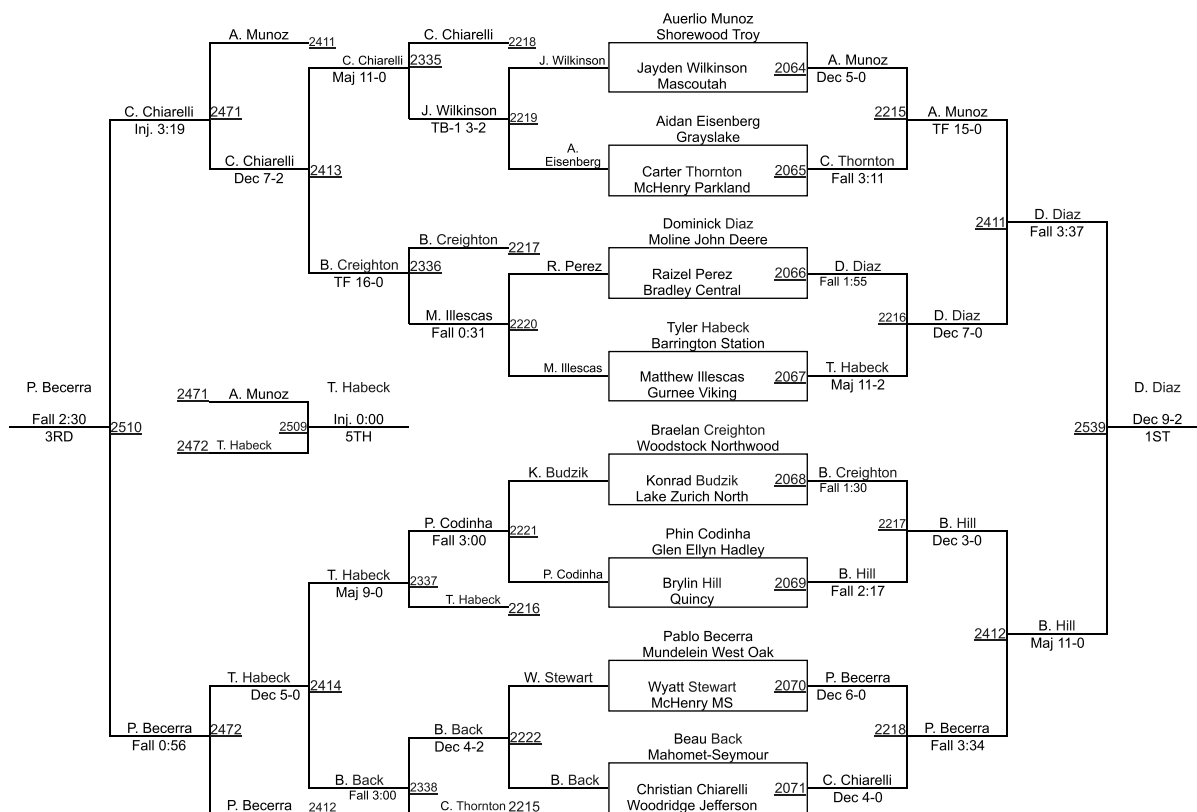 Auerlio Munoz
Shorewood Troy
A. Munoz
2411
C. Chiarelli
2218
C. Chiarelli
2335
Maj 11-0
J. Wilkinson
Jayden Wilkinson
2064
Mascoutah
A. Munoz
Dec 5-0
C. Chiarelli
2471
Inj. 3:19
J. Wilkinson
2219
TB-1 3-2
2215
A. Munoz
TF 15-0
Aidan Eisenberg
Grayslake
A.
Eisenberg
C. Chiarelli
2413
Dec 7-2
Carter Thornton
2065
McHenry Parkland
C. Thornton
Fall 3:11
Dominick Diaz
Moline John Deere
2411
D. Diaz
Fall 3:37
B. Creighton
2217
B. Creighton
2336
TF 16-0
R. Perez
Raizel Perez
2066
Bradley Central
D. Diaz
Fall 1:55
M. Illescas
2220
Fall 0:31
2216
D. Diaz
Dec 7-0
Tyler Habeck
Barrington Station
M. Illescas
Matthew Illescas
2067
Gurnee Viking
T. Habeck
Maj 11-2
P. Becerra
Fall 2:30
3RD
2510
2471
A. Munoz
2472
T. Habeck
2509
T. Habeck
Inj. 0:00
5TH
2539
D. Diaz
Dec 9-2
1ST
Braelan Creighton
Woodstock Northwood
K. Budzik
Konrad Budzik
2068
Lake Zurich North
B. Creighton
Fall 1:30
P. Codinha
2221
Fall 3:00
2217
B. Hill
Dec 3-0
Phin Codinha
Glen Ellyn Hadley
T. Habeck
2337
Maj 9-0
P. Codinha
Brylin Hill
2069
Quincy
B. Hill
Fall 2:17
T. Habeck
2216
2412
B. Hill
Maj 11-0
Pablo Becerra
Mundelein West Oak
T. Habeck
2414
Dec 5-0
W. Stewart
Wyatt Stewart
2070
McHenry MS
P. Becerra
Dec 6-0
P. Becerra
2472
Fall 0:56
B. Back
2222
Dec 4-2
2218
P. Becerra
Fall 3:34
Beau Back
Mahomet-Seymour
B. Back
2338
Fall 3:00
B. Back
Christian Chiarelli
2071
Woodridge Jefferson
C. Chiarelli
Dec 4-0
P. Becerra
2412
C. Thornton
2215